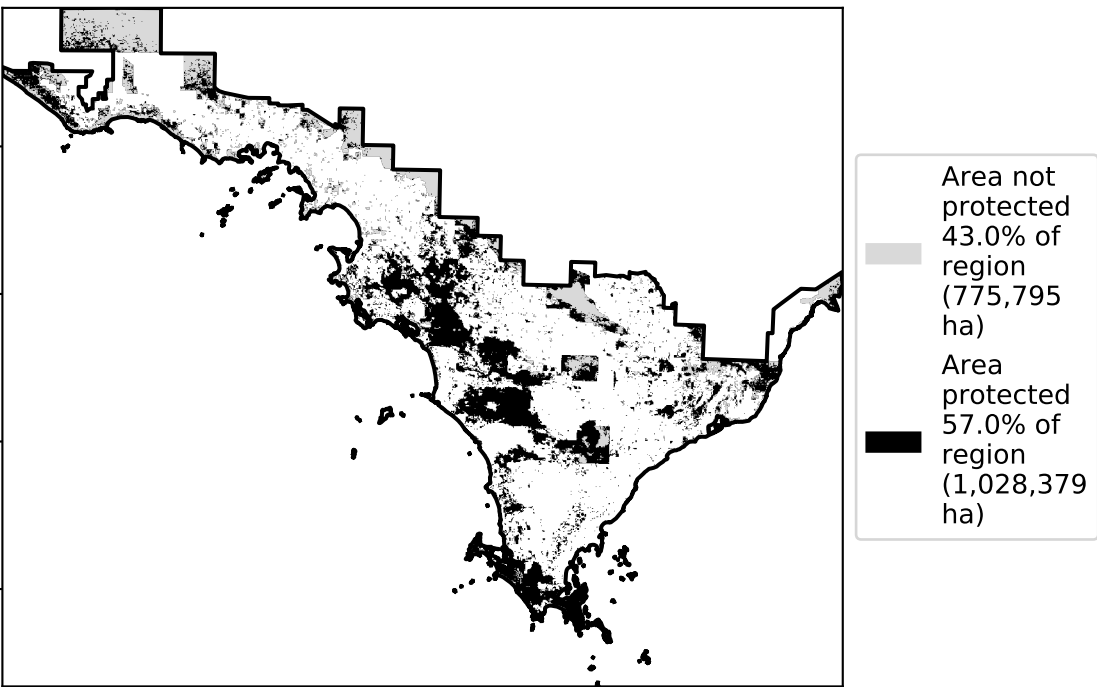 Area not
protected
43.0% of
region
(775,795
ha)
Area
protected
57.0% of
region
(1,028,379
ha)